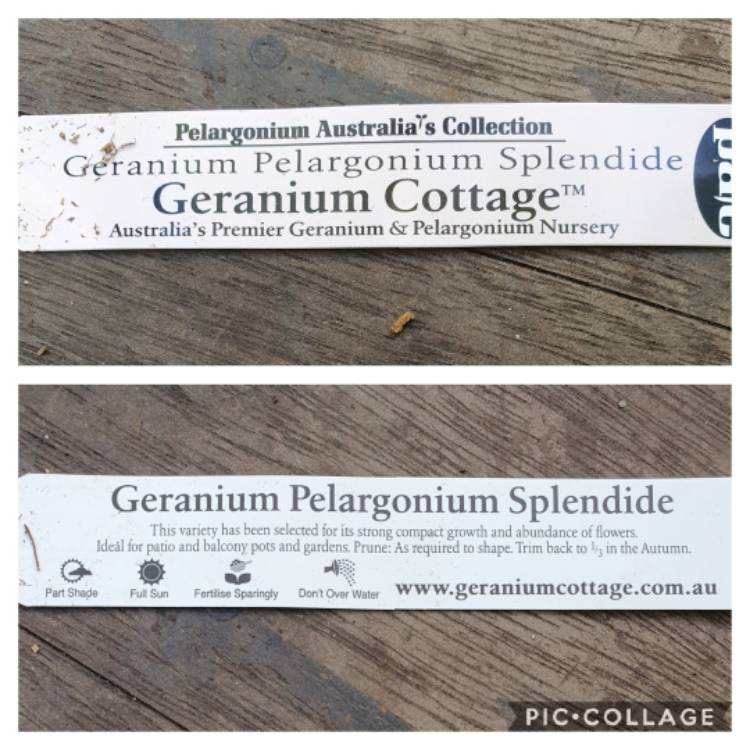 Pelargonium Australia's Collection
Geranium Pelargonium Splendide
Geranium Cottage™
Australia's Premier Geranium & Pelargonium Nursery
pac
Geranium Pelargonium Splendide
This variety has been selected for its strong compact growth and abundance of flowers.
Ideal for patio and balcony pots and gardens. Prune: As required to shape. Trim back to 1/3 in the Autumn.
Part Shade Full Sun Fertilise Sparingly Don't Over Water www.geraniumcottage.com.au
PIC•COLLAGE